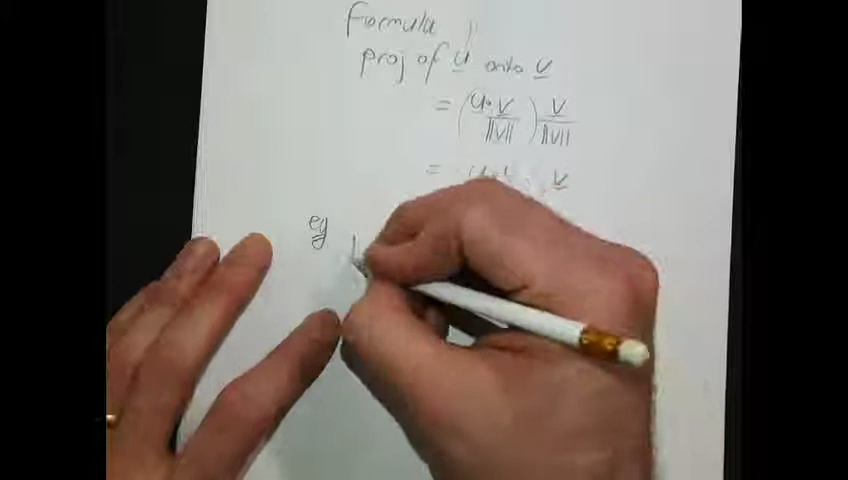 Formula
proj of u onto v
= (u·v / ||v||) v / ||v||
= v
eg